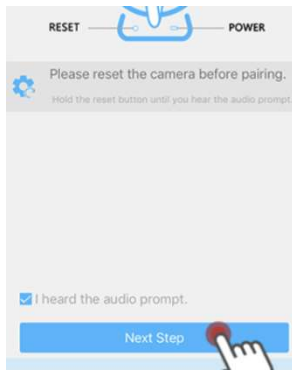 RESET POWER
Please reset the camera before pairing.
Hold the reset button until you hear the audio prompt.
I heard the audio prompt.
Next Step